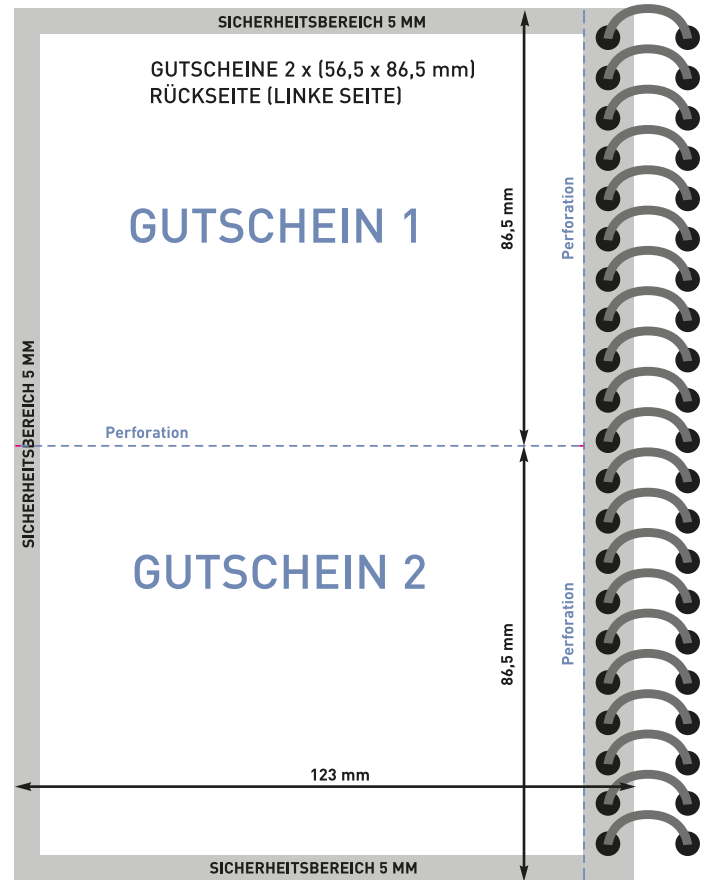 SICHERHEITSBEREICH 5 MM
GUTSCHEINE 2 x (56,5 x 86,5 mm)
RÜCKSEITE (LINKE SEITE)
GUTSCHEIN 1
86,5 mm
Perforation
SICHERHEITSBEREICH 5 MM
Perforation
GUTSCHEIN 2
86,5 mm
Perforation
123 mm
SICHERHEITSBEREICH 5 MM